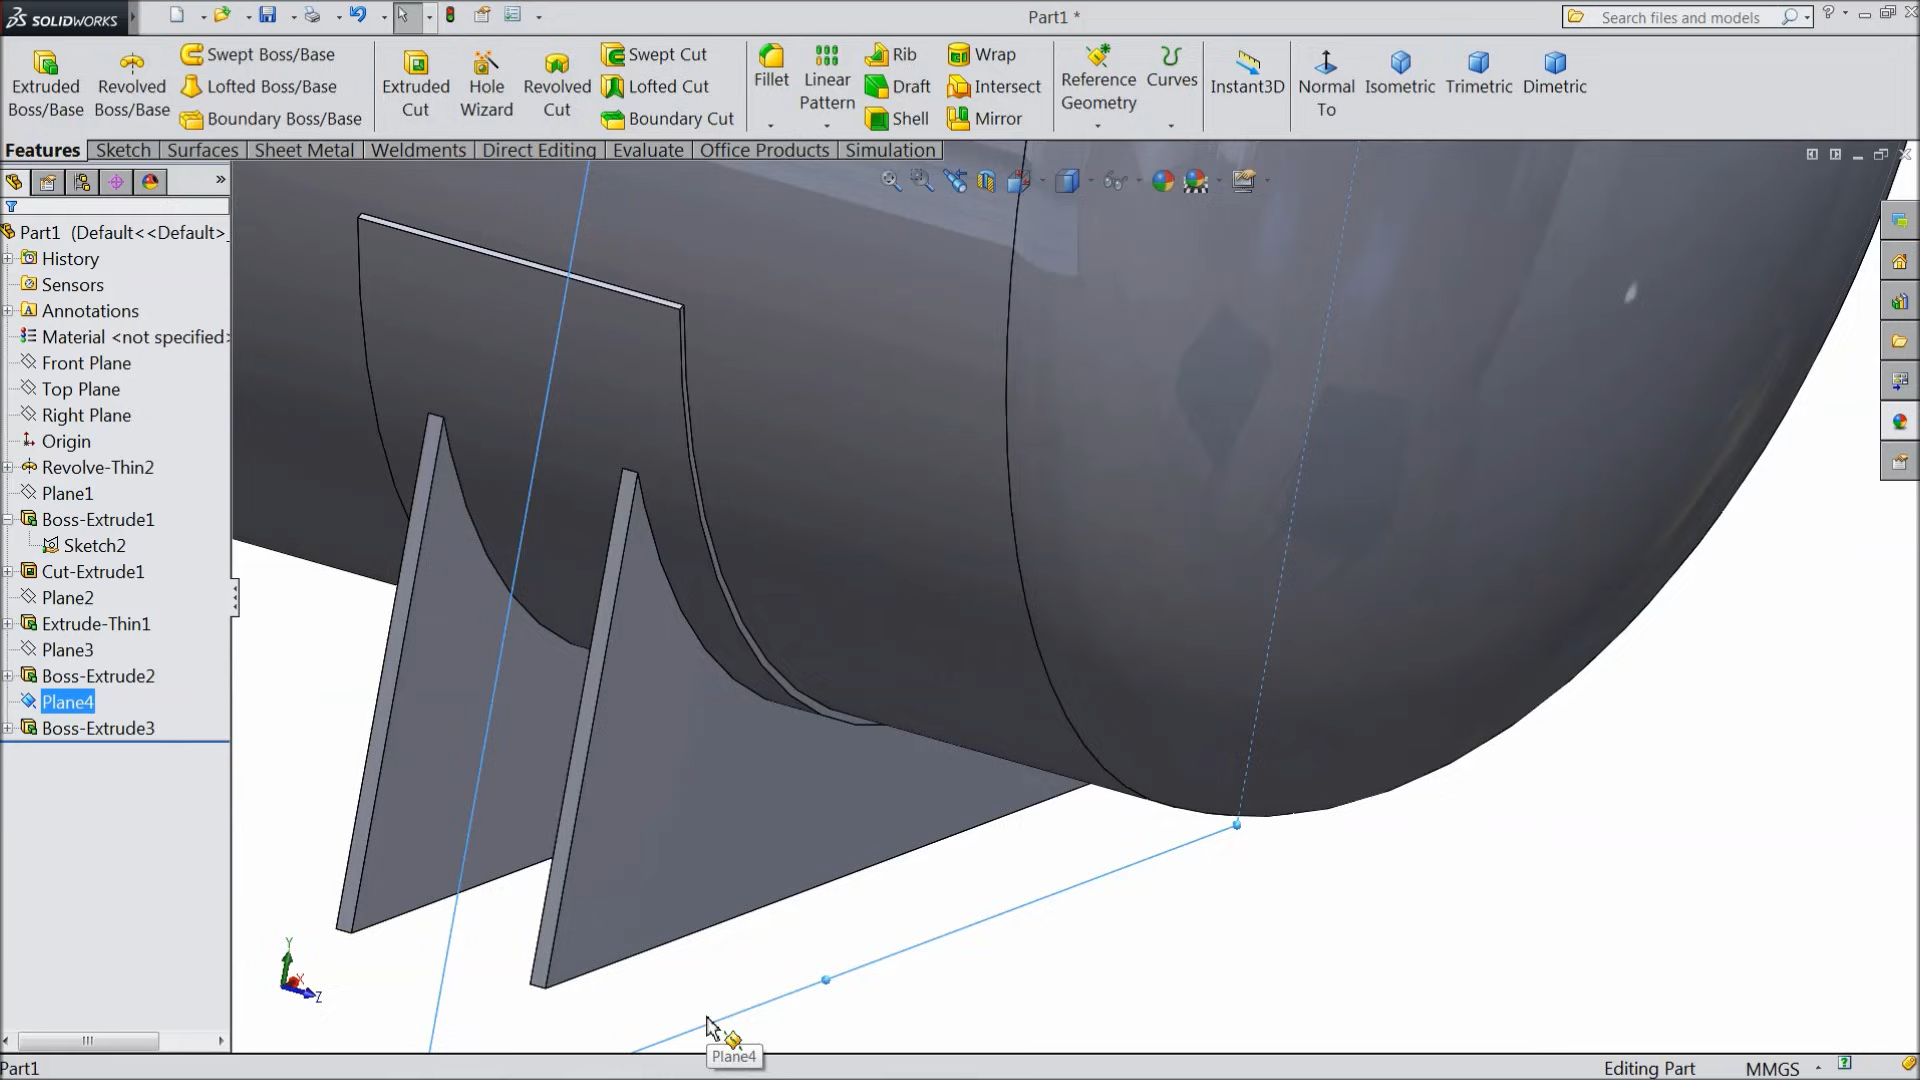 SOLIDWORKS
Part1 *
Search files and models
Extruded Boss/Base
Revolved Boss/Base
Swept Boss/Base
Lofted Boss/Base
Boundary Boss/Base
Extruded Cut
Hole Wizard
Revolved Cut
Swept Cut
Lofted Cut
Boundary Cut
Fillet
Linear Pattern
Rib
Draft
Shell
Wrap
Intersect
Mirror
Reference Geometry
Curves
Instant3D
Normal To
Isometric
Trimetric
Dimetric
Features
Sketch
Surfaces
Sheet Metal
Weldments
Direct Editing
Evaluate
Office Products
Simulation
Part1 (Default<<Default>_
History
Sensors
Annotations
Material <not specified>
Front Plane
Top Plane
Right Plane
Origin
Revolve-Thin2
Plane1
Boss-Extrude1
Sketch2
Cut-Extrude1
Plane2
Extrude-Thin1
Plane3
Boss-Extrude2
Plane4
Boss-Extrude3
Y
X
Z
Plane4
Part1
Editing Part
MMGS